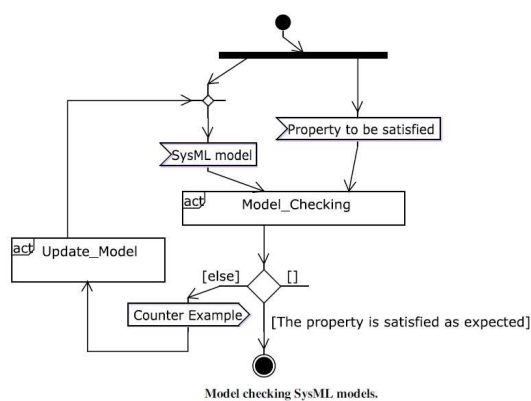 Property to be satisfied
SysML model
act
Model_Checking
act
Update_Model
[else]
[]
Counter Example
[The property is satisfied as expected]
Model checking SysML models.